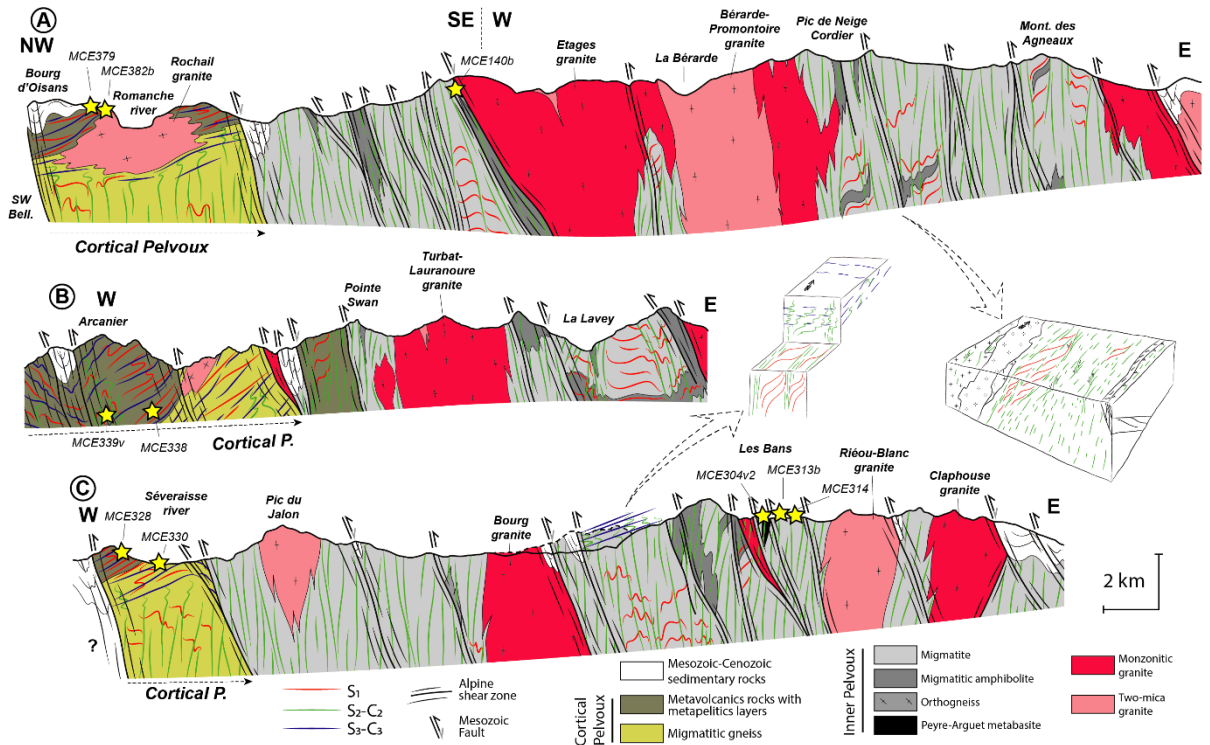 A
NW
SE
W
E
MCE379
MCE382b
Bourg
d'Oisans
Romanche
river
Rochail
granite
MCE140b
Etages
granite
La Bérarde
Bérarde-
Promontoire
granite
Pic de Neige
Cordier
Mont. des
Agneaux
SW
Bell.
Cortical Pelvoux
B
W
E
Arcanier
Pointe
Swan
Turbat-
Lauranoure
granite
La Lavey
MCE339v
MCE338
Cortical P.
C
W
E
Séveraisse
river
MCE328
MCE330
Pic du
Jalon
Bourg
granite
Les Bans
MCE304v2
MCE313b
MCE314
Riéou-Blanc
granite
Claphouse
granite
?
Cortical P.
2 km
S1
S2-C2
S3-C3
Alpine
shear zone
Mesozoic
Fault
Mesozoic-Cenozoic
sedimentary rocks
Cortical
Pelvoux
Metavolcanics rocks with
metapelitics layers
Migmatitic gneiss
Inner Pelvoux
Migmatite
Migmatitic amphibolite
Orthogneiss
Peyre-Arguet metabasite
Monzonitic
granite
Two-mica
granite